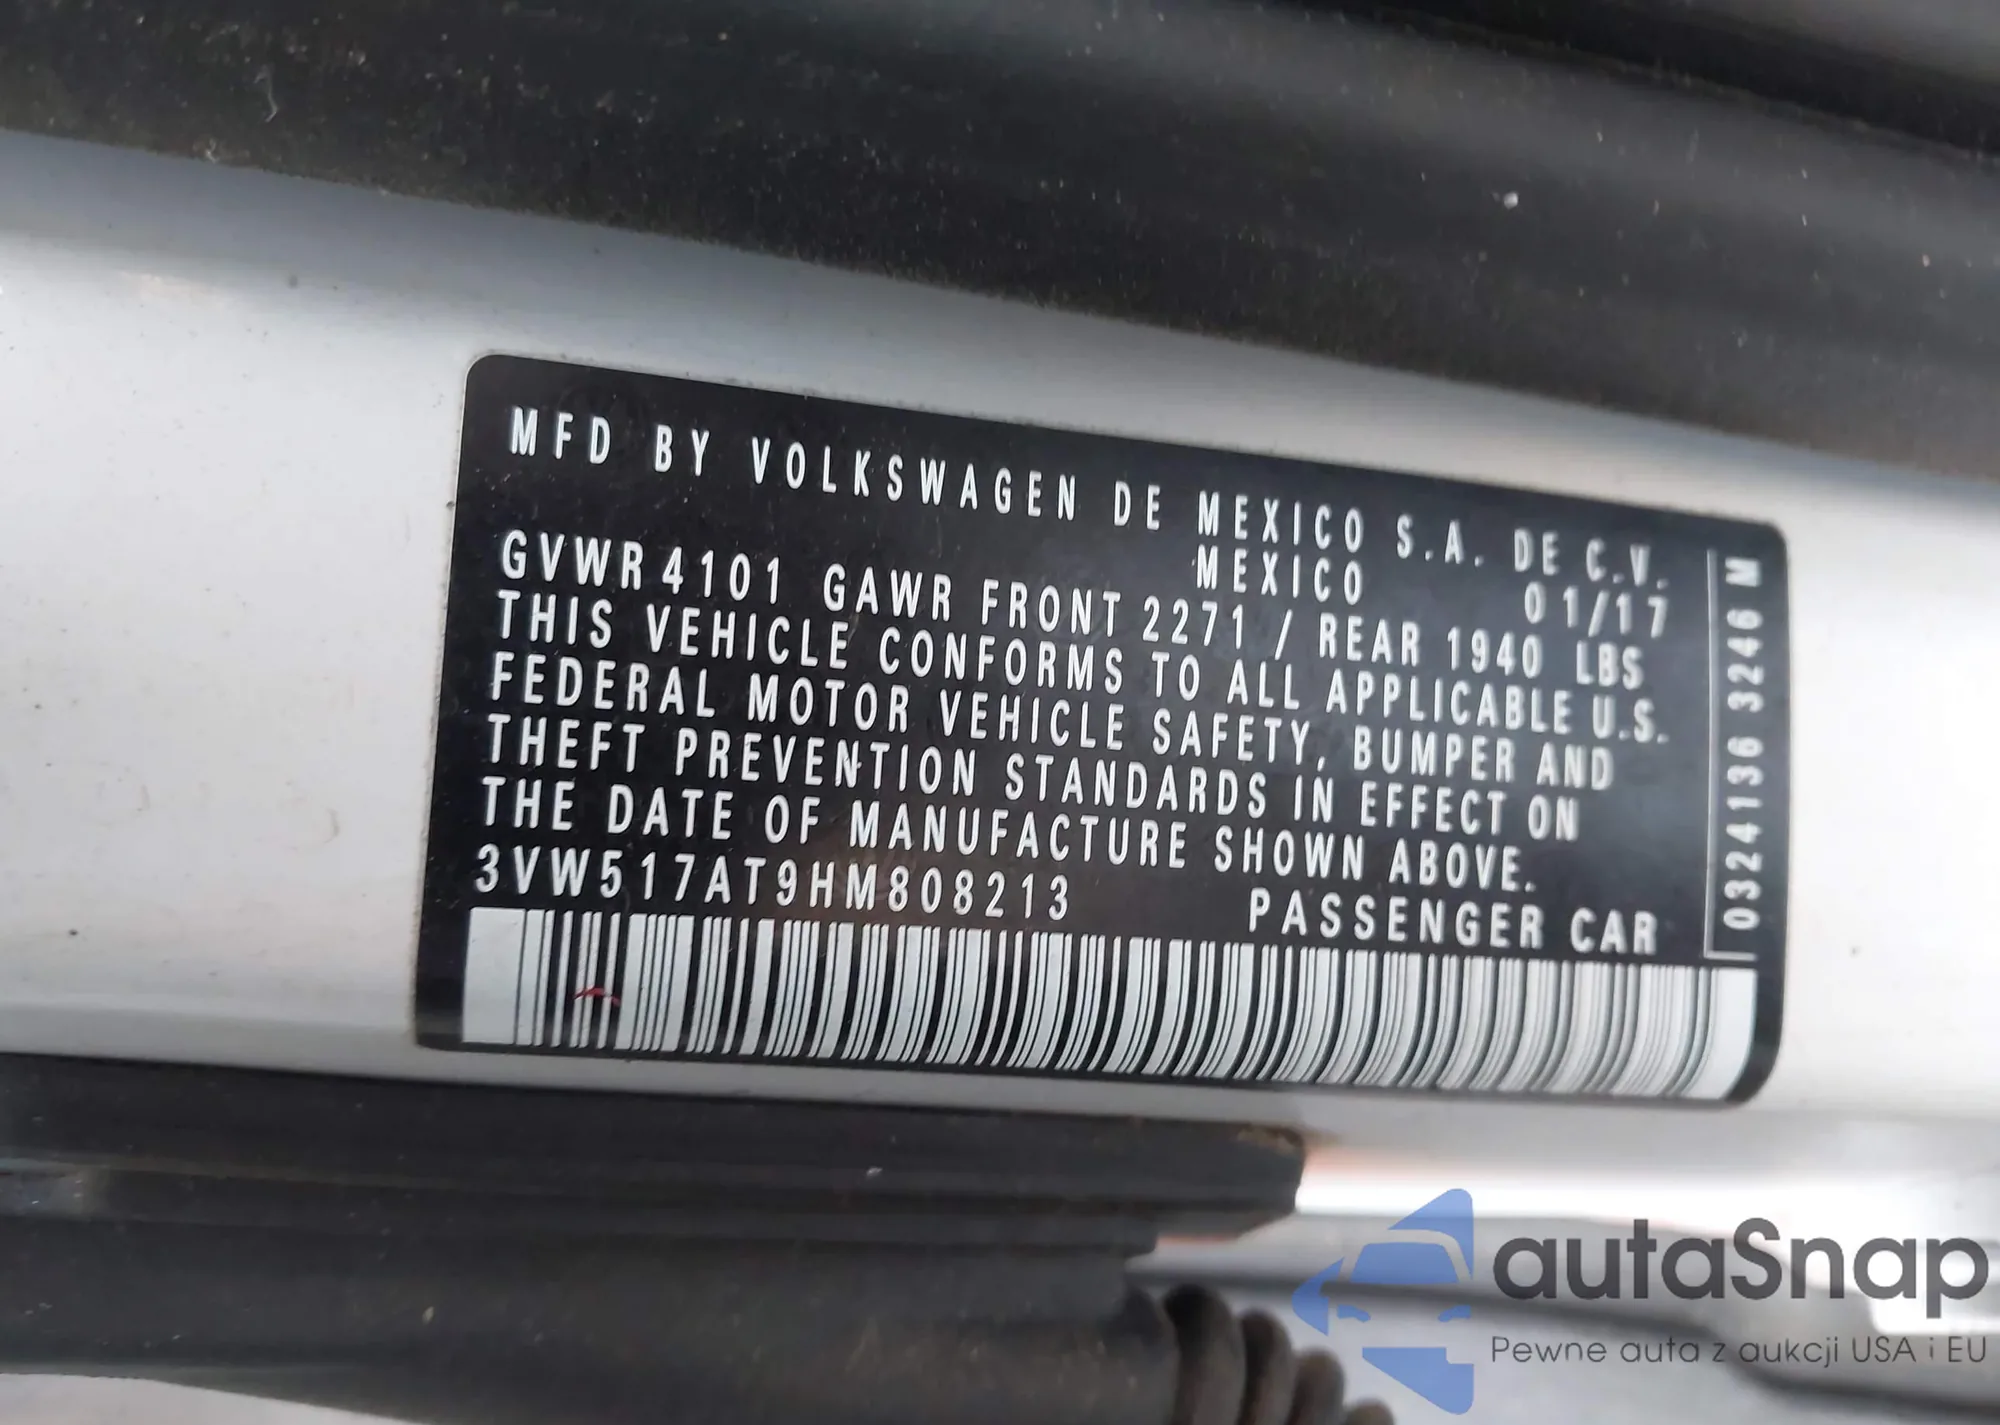 MFD BY VOLKSWAGEN DE MEXICO S.A. DE C.V.
MEXICO 01/17
GVWR 4101 GAWR FRONT 2271 / REAR 1940 LBS
THIS VEHICLE CONFORMS TO ALL APPLICABLE U.S.
FEDERAL MOTOR VEHICLE SAFETY, BUMPER AND
THEFT PREVENTION STANDARDS IN EFFECT ON
THE DATE OF MANUFACTURE SHOWN ABOVE.
3VW517AT9HM808213 PASSENGER CAR
0324136 3246 M
autaSnap
Pewne auta z aukcji USA i EU